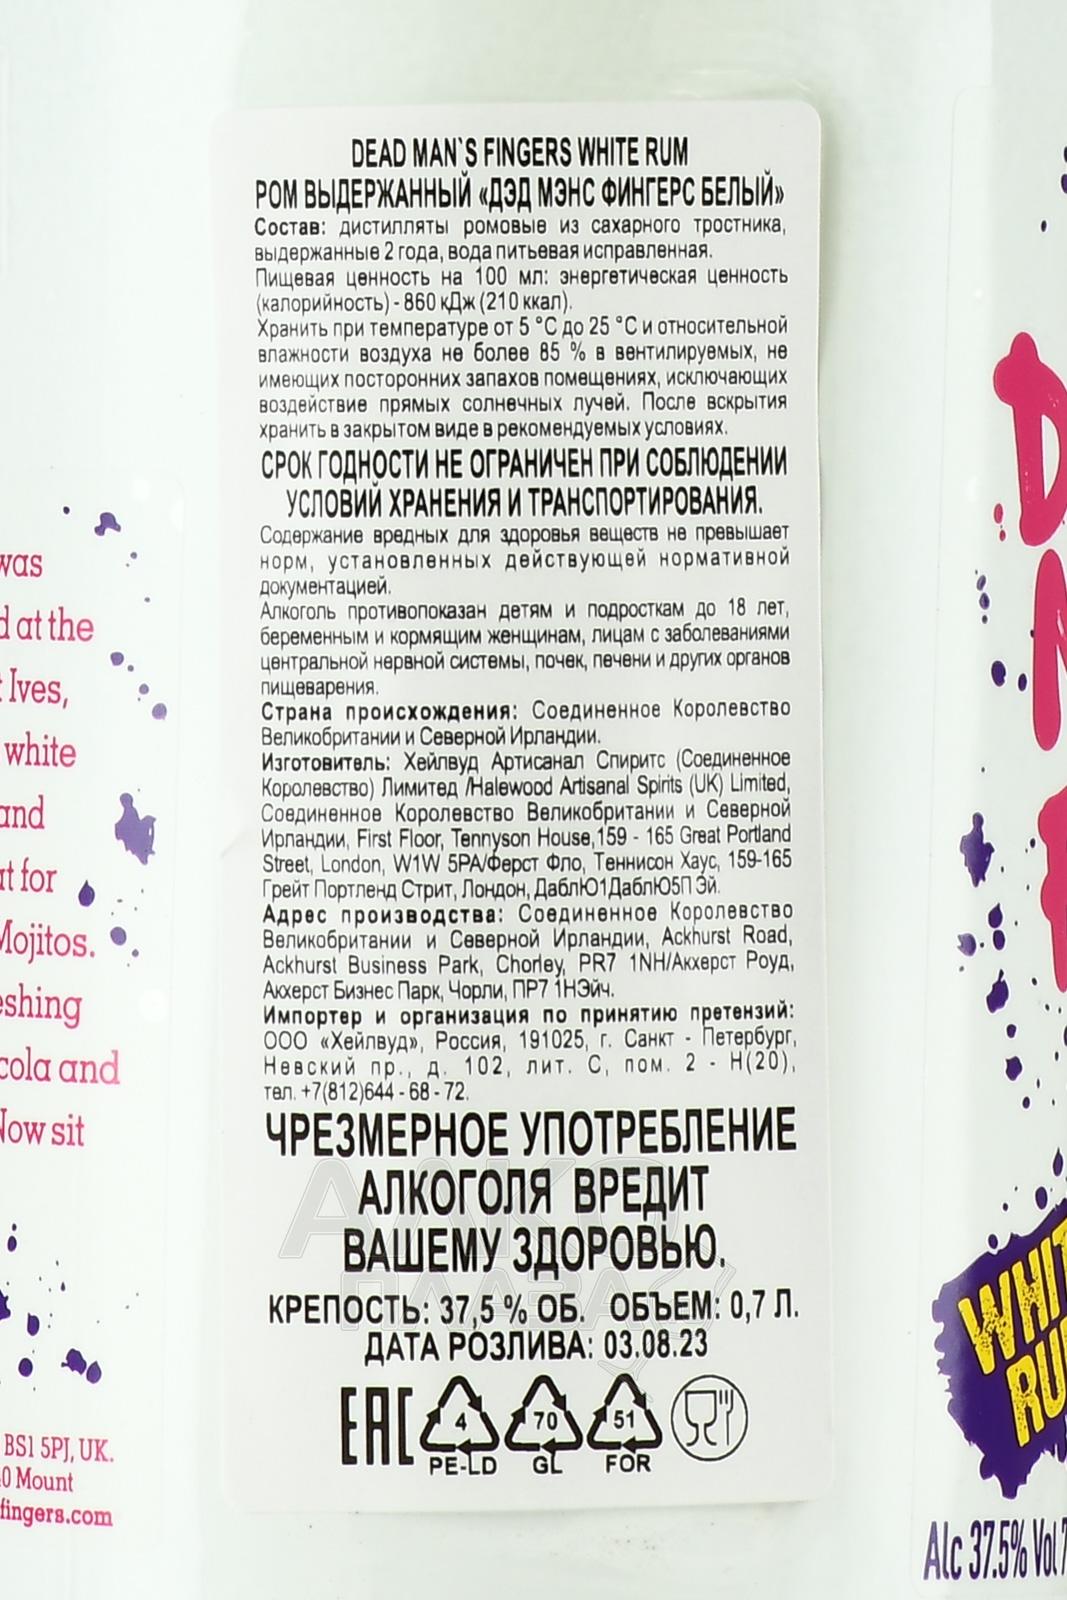 DEAD MAN`S FINGERS WHITE RUM
РОМ ВЫДЕРЖАННЫЙ «ДЭД МЭНС ФИНГЕРС БЕЛЫЙ»
Состав: дистилляты ромовые из сахарного тростника,
выдержанные 2 года, вода питьевая исправленная.
Пищевая ценность на 100 мл: энергетическая ценность
(калорийность) - 860 кДж (210 ккал).
Хранить при температуре от 5 °С до 25 °С и относительной
влажности воздуха не более 85 % в вентилируемых, не
имеющих посторонних запахов помещениях, исключающих
воздействие прямых солнечных лучей. После вскрытия
хранить в закрытом виде в рекомендуемых условиях.
СРОК ГОДНОСТИ НЕ ОГРАНИЧЕН ПРИ СОБЛЮДЕНИИ
УСЛОВИЙ ХРАНЕНИЯ И ТРАНСПОРТИРОВАНИЯ.
Содержание вредных для здоровья веществ не превышает
норм, установленных действующей нормативной
документацией.
Алкоголь противопоказан детям и подросткам до 18 лет,
беременным и кормящим женщинам, лицам с заболеваниями
центральной нервной системы, почек, печени и других органов
пищеварения.
Страна происхождения: Соединенное Королевство
Великобритании и Северной Ирландии.
Изготовитель: Хейлвуд Артисанал Спиритс (Соединенное
Королевство) Лимитед /Halewood Artisanal Spirits (UK) Limited,
Соединенное Королевство Великобритании и Северной
Ирландии, First Floor, Tennyson House,159 - 165 Great Portland
Street, London, W1W 5PA/Ферст Фло, Теннисон Хаус, 159-165
Грейт Портленд Стрит, Лондон, ДаблЮ1ДаблЮ5П Эй.
Адрес производства: Соединенное Королевство
Великобритании и Северной Ирландии, Ackhurst Road,
Ackhurst Business Park, Chorley, PR7 1NH/Акхерст Роуд,
Акхерст Бизнес Парк, Чорли, ПР7 1НЭйч.
Импортер и организация по принятию претензий:
ООО «Хейлвуд», Россия, 191025, г. Санкт - Петербург,
Невский пр., д. 102, лит. С, пом. 2 - Н(20),
тел. +7(812)644 - 68 - 72.
ЧРЕЗМЕРНОЕ УПОТРЕБЛЕНИЕ
АЛКОГОЛЯ ВРЕДИТ
ВАШЕМУ ЗДОРОВЬЮ.
КРЕПОСТЬ: 37,5 % ОБ. ОБЪЕМ: 0,7 Л.
ДАТА РОЗЛИВА: 03.08.23
EAC
4 70 51
PE-LD GL FOR
was
at the
Ives,
white
and
for
Mojitos.
cola and
Now sit
BS1 5PJ, UK.
Mount
fingers.com
WHIT
RU
Alc 37.5% Vol 7
АЛКО
ПЛАЗА